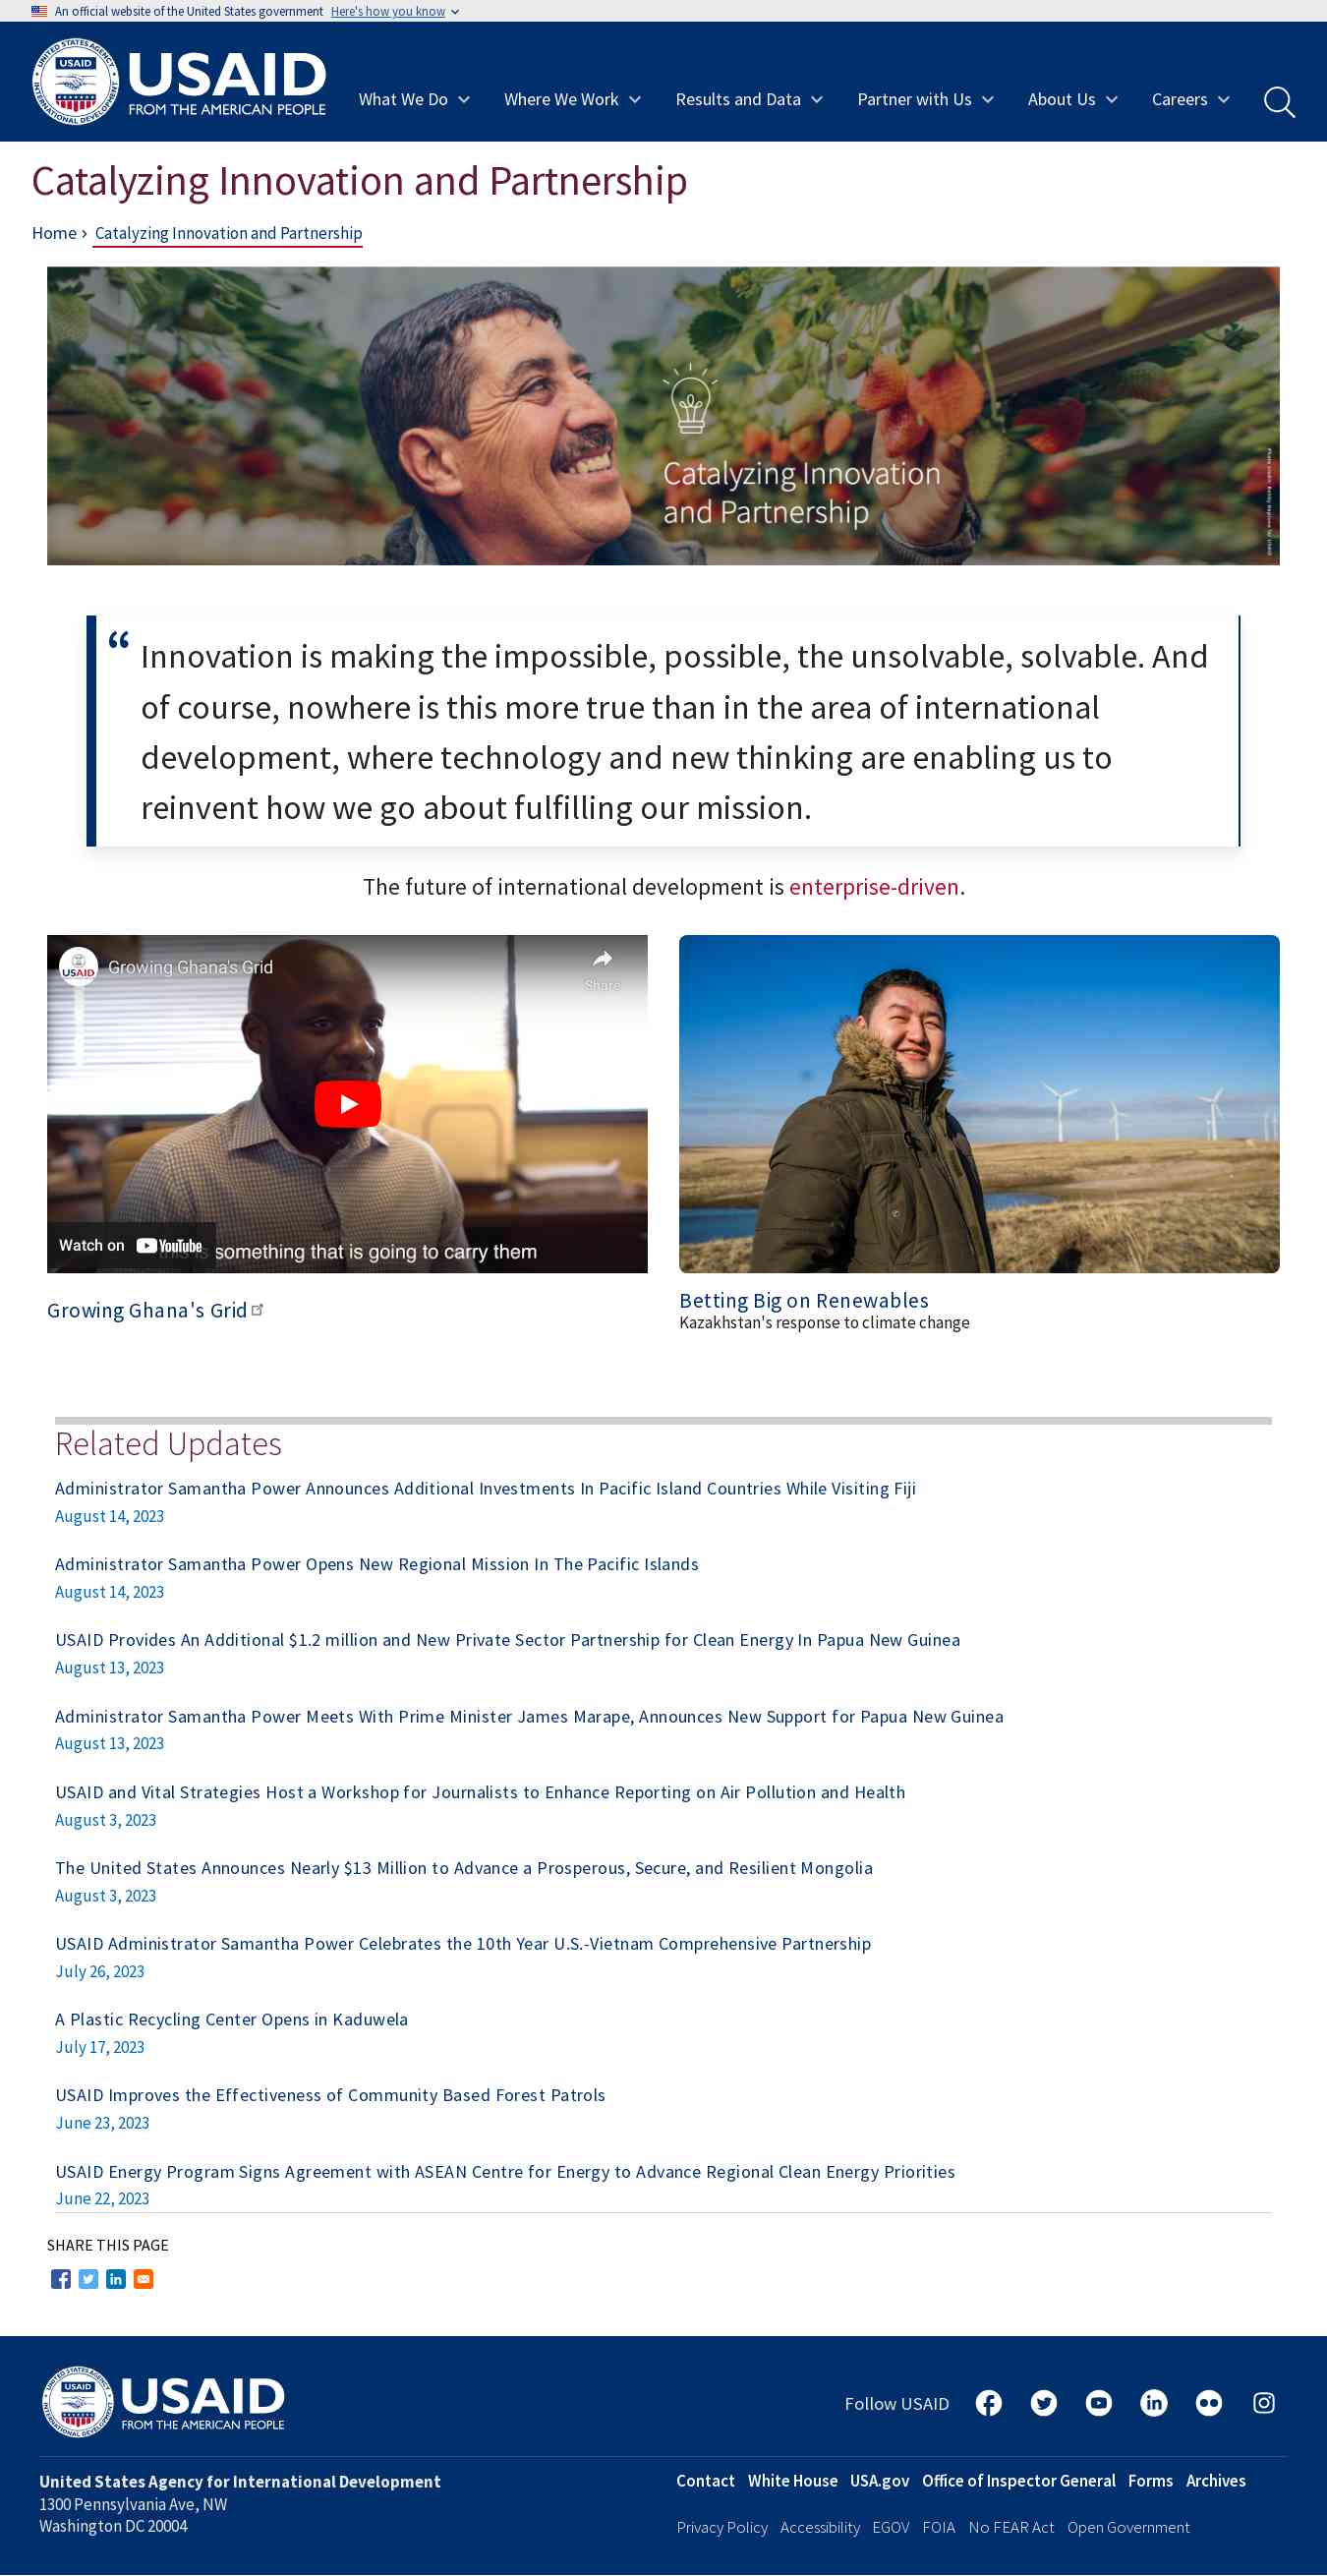 An official website of the United States government Here's how you know
USAID
FROM THE AMERICAN PEOPLE
What We Do Where We Work Results and Data Partner with Us About Us Careers
Catalyzing Innovation and Partnership
Home › Catalyzing Innovation and Partnership
Catalyzing Innovation
and Partnership
“ Innovation is making the impossible, possible, the unsolvable, solvable. And
of course, nowhere is this more true than in the area of international
development, where technology and new thinking are enabling us to
reinvent how we go about fulfilling our mission.
The future of international development is enterprise-driven.
USAID Growing Ghana's Grid
Share
Watch on YouTube
this is something that is going to carry them
Growing Ghana's Grid
Betting Big on Renewables
Kazakhstan's response to climate change
Related Updates
Administrator Samantha Power Announces Additional Investments In Pacific Island Countries While Visiting Fiji
August 14, 2023
Administrator Samantha Power Opens New Regional Mission In The Pacific Islands
August 14, 2023
USAID Provides An Additional $1.2 million and New Private Sector Partnership for Clean Energy In Papua New Guinea
August 13, 2023
Administrator Samantha Power Meets With Prime Minister James Marape, Announces New Support for Papua New Guinea
August 13, 2023
USAID and Vital Strategies Host a Workshop for Journalists to Enhance Reporting on Air Pollution and Health
August 3, 2023
The United States Announces Nearly $13 Million to Advance a Prosperous, Secure, and Resilient Mongolia
August 3, 2023
USAID Administrator Samantha Power Celebrates the 10th Year U.S.-Vietnam Comprehensive Partnership
July 26, 2023
A Plastic Recycling Center Opens in Kaduwela
July 17, 2023
USAID Improves the Effectiveness of Community Based Forest Patrols
June 23, 2023
USAID Energy Program Signs Agreement with ASEAN Centre for Energy to Advance Regional Clean Energy Priorities
June 22, 2023
SHARE THIS PAGE
USAID
FROM THE AMERICAN PEOPLE
Follow USAID
United States Agency for International Development
1300 Pennsylvania Ave, NW
Washington DC 20004
Contact White House USA.gov Office of Inspector General Forms Archives
Privacy Policy Accessibility EGOV FOIA No FEAR Act Open Government